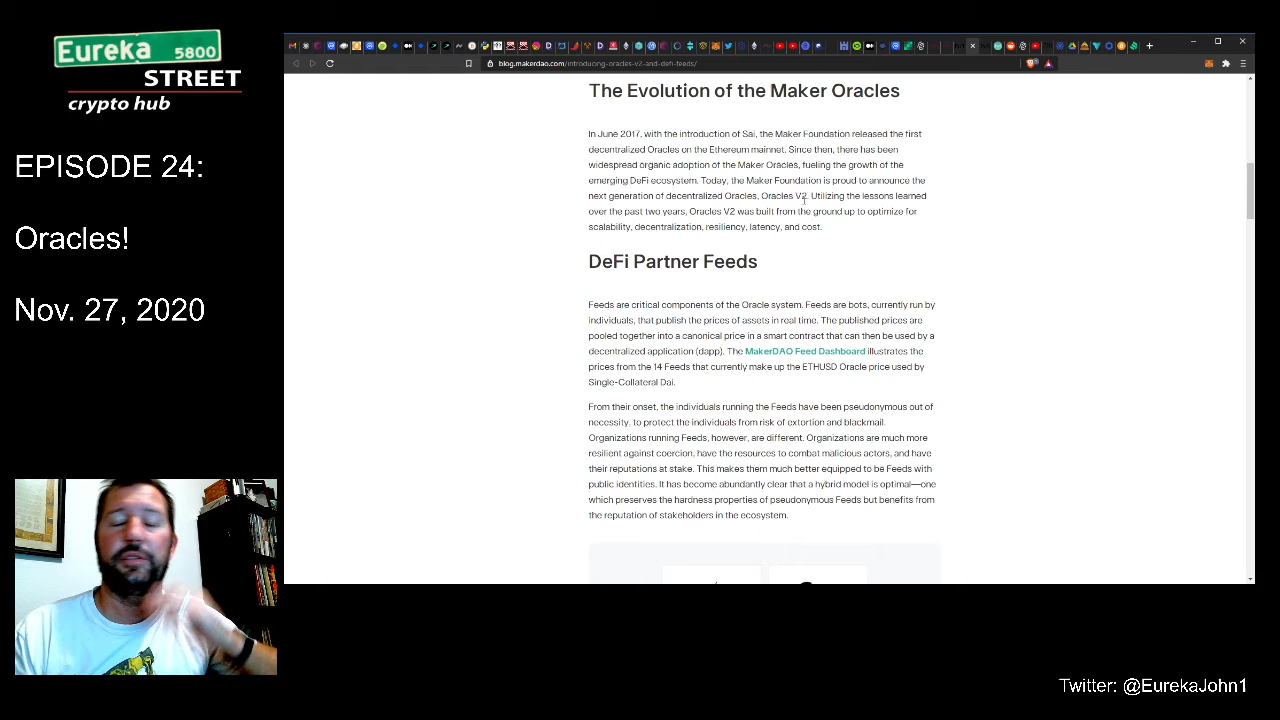 Eureka 5800
STREET
crypto hub
EPISODE 24:
Oracles!
Nov. 27, 2020
blog.makerdao.com/introducing-oracles-v2-and-defi-feeds/
The Evolution of the Maker Oracles
In June 2017, with the introduction of Sai, the Maker Foundation released the first
decentralized Oracles on the Ethereum mainnet. Since then, there has been
widespread organic adoption of the Maker Oracles, fueling the growth of the
emerging DeFi ecosystem. Today, the Maker Foundation is proud to announce the
next generation of decentralized Oracles, Oracles V2. Utilizing the lessons learned
over the past two years, Oracles V2 was built from the ground up to optimize for
scalability, decentralization, resiliency, latency, and cost.
DeFi Partner Feeds
Feeds are critical components of the Oracle system. Feeds are bots, currently run by
individuals, that publish the prices of assets in real time. The published prices are
pooled together into a canonical price in a smart contract that can then be used by a
decentralized application (dapp). The MakerDAO Feed Dashboard illustrates the
prices from the 14 Feeds that currently make up the ETHUSD Oracle price used by
Single-Collateral Dai.
From their onset, the individuals running the Feeds have been pseudonymous out of
necessity, to protect the individuals from risk of extortion and blackmail.
Organizations running Feeds, however, are different. Organizations are much more
resilient against coercion, have the resources to combat malicious actors, and have
their reputations at stake. This makes them much better equipped to be Feeds with
public identities. It has become abundantly clear that a hybrid model is optimal—one
which preserves the hardness properties of pseudonymous Feeds but benefits from
the reputation of stakeholders in the ecosystem.
Twitter: @EurekaJohn1